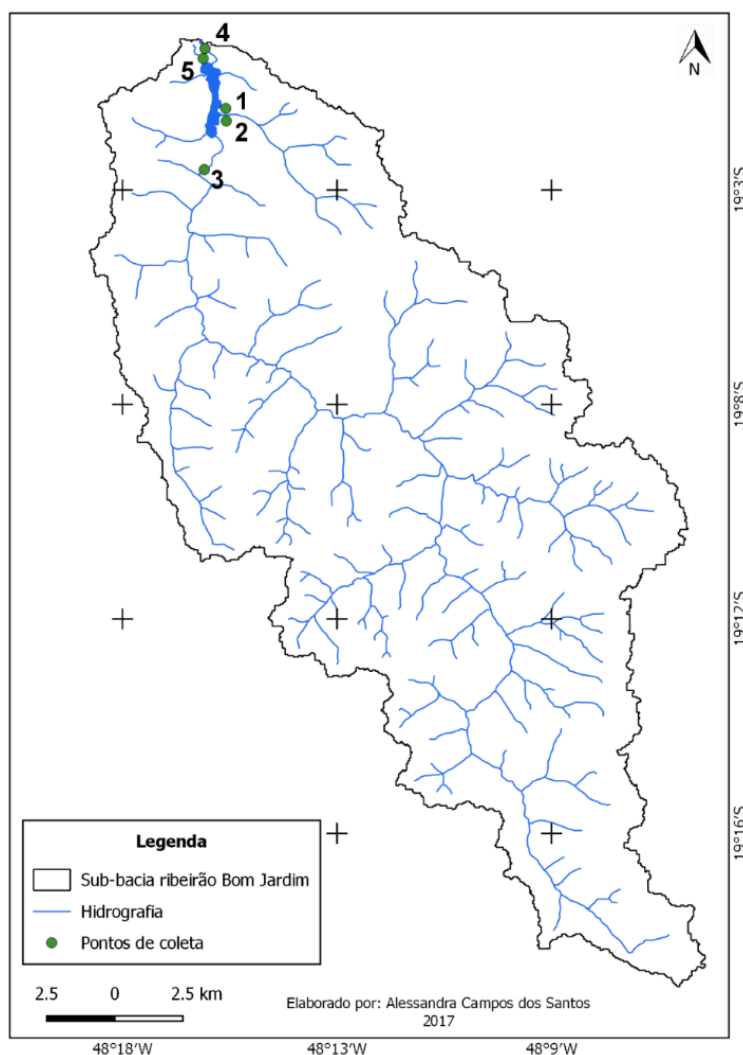 4
N
5
1
2
3
19°3'S
19°8'S
19°12'S
19°16'S
Legenda
Sub-bacia ribeirão Bom Jardim
Hidrografia
Pontos de coleta
2.5 0 2.5 km
Elaborado por: Alessandra Campos dos Santos
2017
48°18'W 48°13'W 48°9'W